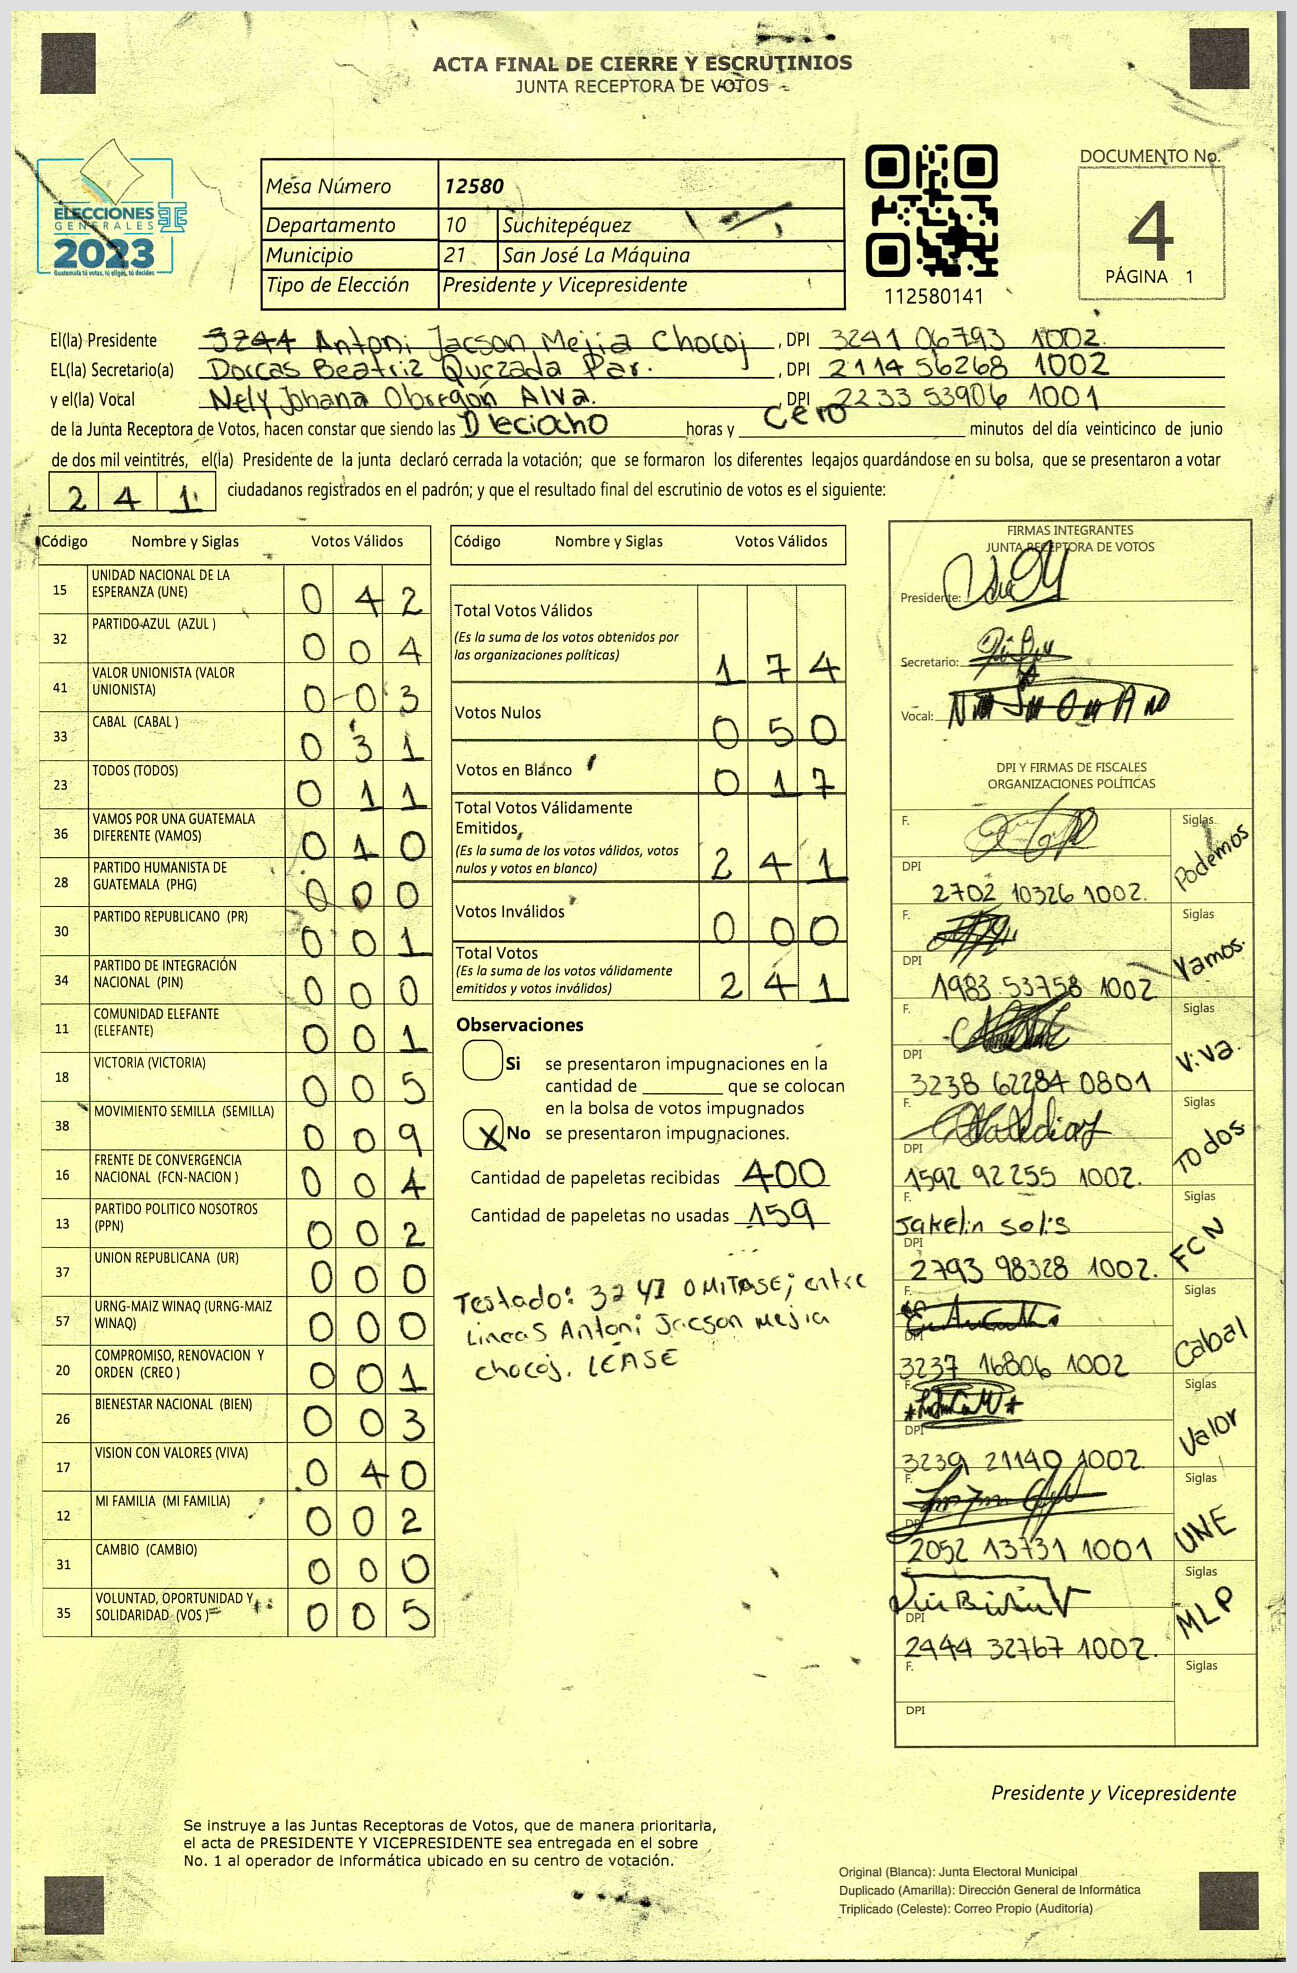 ACTA FINAL DE CIERRE Y ESCRUTINIOS
JUNTA RECEPTORA DE VOTOS
ELECCIONES
GENERALES
2023
Guatemala tú votas, tú eliges, tú decides
Mesa Número 12580
Departamento 10 Suchitepéquez
Municipio 21 San José La Máquina
Tipo de Elección Presidente y Vicepresidente
112580141
DOCUMENTO No.
4
PÁGINA 1
El(la) Presidente 3244 Antoni Jacson Mejia Chocoj , DPI 3241 06793 1002.
EL(la) Secretario(a) Dorcas Beatriz Quezada Par. , DPI 2114 56268 1002
y el(la) Vocal Nely Johana Obregón Alva. , DPI 2233 53906 1001
de la Junta Receptora de Votos, hacen constar que siendo las Dieciocho horas y cero minutos del día veinticinco de junio
de dos mil veintitrés, el(la) Presidente de la junta declaró cerrada la votación; que se formaron los diferentes legajos guardándose en su bolsa, que se presentaron a votar
2 4 1 ciudadanos registrados en el padrón; y que el resultado final del escrutinio de votos es el siguiente:
Código Nombre y Siglas Votos Válidos
15 UNIDAD NACIONAL DE LA
ESPERANZA (UNE) 0 4 2
32 PARTIDO AZUL (AZUL ) 0 0 4
41 VALOR UNIONISTA (VALOR
UNIONISTA) 0 0 3
33 CABAL (CABAL ) 0 3 1
23 TODOS (TODOS) 0 1 1
36 VAMOS POR UNA GUATEMALA
DIFERENTE (VAMOS) 0 1 0
28 PARTIDO HUMANISTA DE
GUATEMALA (PHG) 0 0 0
30 PARTIDO REPUBLICANO (PR) 0 0 1
34 PARTIDO DE INTEGRACIÓN
NACIONAL (PIN) 0 0 0
11 COMUNIDAD ELEFANTE
(ELEFANTE) 0 0 1
18 VICTORIA (VICTORIA) 0 0 5
38 MOVIMIENTO SEMILLA (SEMILLA) 0 0 9
16 FRENTE DE CONVERGENCIA
NACIONAL (FCN-NACION ) 0 0 4
13 PARTIDO POLITICO NOSOTROS
(PPN) 0 0 2
37 UNION REPUBLICANA (UR) 0 0 0
57 URNG-MAIZ WINAQ (URNG-MAIZ
WINAQ) 0 0 0
20 COMPROMISO, RENOVACION Y
ORDEN (CREO ) 0 0 1
26 BIENESTAR NACIONAL (BIEN) 0 0 3
17 VISION CON VALORES (VIVA) 0 4 0
12 MI FAMILIA (MI FAMILIA) 0 0 2
31 CAMBIO (CAMBIO) 0 0 0
35 VOLUNTAD, OPORTUNIDAD Y
SOLIDARIDAD (VOS ) 0 0 5
Código Nombre y Siglas Votos Válidos
Total Votos Válidos
(Es la suma de los votos obtenidos por
las organizaciones políticas) 1 7 4
Votos Nulos 0 5 0
Votos en Blanco 0 1 7
Total Votos Válidamente
Emitidos
(Es la suma de los votos válidos, votos
nulos y votos en blanco) 2 4 1
Votos Inválidos 0 0 0
Total Votos
(Es la suma de los votos válidamente
emitidos y votos inválidos) 2 4 1
Observaciones
Si se presentaron impugnaciones en la
cantidad de ________ que se colocan
en la bolsa de votos impugnados
X No se presentaron impugnaciones.
Cantidad de papeletas recibidas 400
Cantidad de papeletas no usadas 159
Testado: 3241 OMITASE; entre
Lineas Antoni Jacson Mejia
chocoj. LEASE
FIRMAS INTEGRANTES
JUNTA RECEPTORA DE VOTOS
Presidente:
Secretario:
Vocal:
DPI Y FIRMAS DE FISCALES
ORGANIZACIONES POLÍTICAS
F. Siglas
DPI 2702 10326 1002. Podemos
F. Siglas
DPI 1983 53758 1002 Vamos.
F. Siglas
DPI 3238 62284 0801 Viva.
F. Siglas
DPI 1592 92255 1002. Todos.
F. Jakelin Solis Siglas
DPI 2793 98328 1002. FCN
F. Siglas
DPI 3237 16806 1002 Cabal
F. Siglas
DPI 3239 21140 1002 Valor
F. Siglas
DPI 2052 13731 1001 UNE
F. Siglas
DPI 2444 32767 1002. MLP
F. Siglas
DPI
Presidente y Vicepresidente
Se instruye a las Juntas Receptoras de Votos, que de manera prioritaria,
el acta de PRESIDENTE Y VICEPRESIDENTE sea entregada en el sobre
No. 1 al operador de informática ubicado en su centro de votación.
Original (Blanca): Junta Electoral Municipal
Duplicado (Amarilla): Dirección General de Informática
Triplicado (Celeste): Correo Propio (Auditoría)